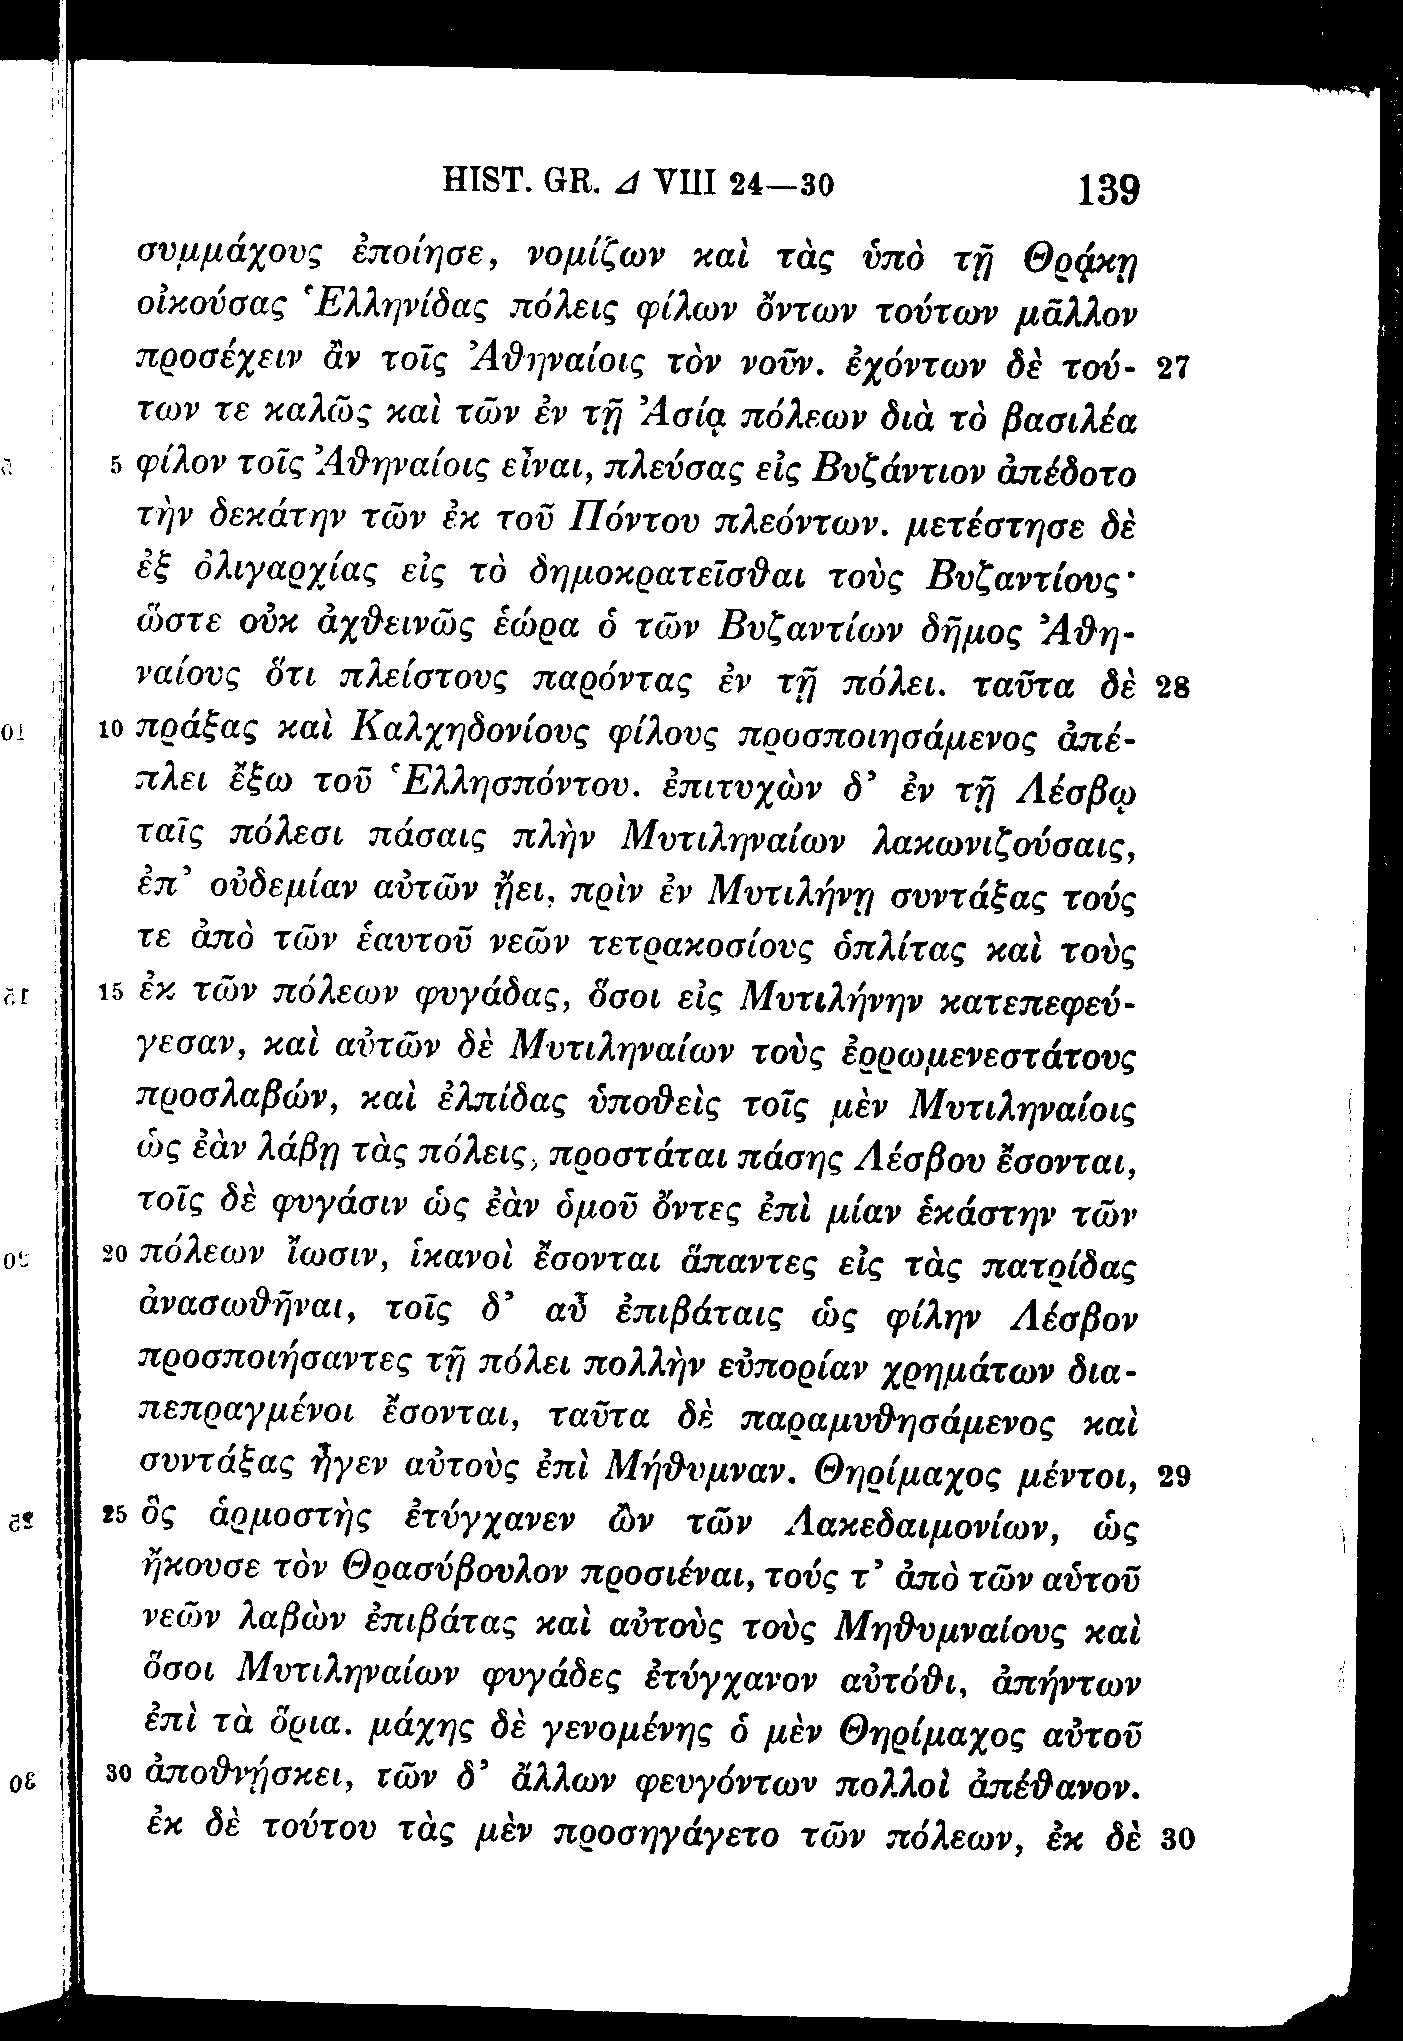 HIST. GR. Δ VIII 24—30 139
συμμάχους ἐποίησε, νομίζων καὶ τὰς ὑπὸ τῇ Θρᾴκῃ
οἰκούσας Ἑλληνίδας πόλεις φίλων ὄντων τούτων μᾶλλον
προσέχειν ἂν τοῖς Ἀθηναίοις τὸν νοῦν. ἐχόντων δὲ τού- 27
των τε καλῶς καὶ τῶν ἐν τῇ Ἀσίᾳ πόλεων διὰ τὸ βασιλέα
5 φίλον τοῖς Ἀθηναίοις εἶναι, πλεύσας εἰς Βυζάντιον ἀπέδοτο
τὴν δεκάτην τῶν ἐκ τοῦ Πόντου πλεόντων. μετέστησε δὲ
ἐξ ὀλιγαρχίας εἰς τὸ δημοκρατεῖσθαι τοὺς Βυζαντίους·
ὥστε οὐκ ἀχθεινῶς ἑώρα ὁ τῶν Βυζαντίων δῆμος Ἀθη-
ναίους ὅτι πλείστους παρόντας ἐν τῇ πόλει. ταῦτα δὲ 28
10 πράξας καὶ Καλχηδονίους φίλους προσποιησάμενος ἀπέ-
πλει ἔξω τοῦ Ἑλλησπόντου. ἐπιτυχὼν δ’ ἐν τῇ Λέσβῳ
ταῖς πόλεσι πάσαις πλὴν Μυτιληναίων λακωνιζούσαις,
ἐπ’ οὐδεμίαν αὐτῶν ᾔει, πρὶν ἐν Μυτιλήνῃ συντάξας τούς
τε ἀπὸ τῶν ἑαυτοῦ νεῶν τετρακοσίους ὁπλίτας καὶ τοὺς
15 ἐκ τῶν πόλεων φυγάδας, ὅσοι εἰς Μυτιλήνην κατεπεφεύ-
γεσαν, καὶ αὐτῶν δὲ Μυτιληναίων τοὺς ἐρρωμενεστάτους
προσλαβών, καὶ ἐλπίδας ὑποθεὶς τοῖς μὲν Μυτιληναίοις
ὡς ἐὰν λάβῃ τὰς πόλεις, προστάται πάσης Λέσβου ἔσονται,
τοῖς δὲ φυγάσιν ὡς ἐὰν ὁμοῦ ὄντες ἐπὶ μίαν ἑκάστην τῶν
20 πόλεων ἴωσιν, ἱκανοὶ ἔσονται ἅπαντες εἰς τὰς πατρίδας
ἀνασωθῆναι, τοῖς δ’ αὖ ἐπιβάταις ὡς φίλην Λέσβον
προσποιήσαντες τῇ πόλει πολλὴν εὐπορίαν χρημάτων δια-
πεπραγμένοι ἔσονται, ταῦτα δὲ παραμυθησάμενος καὶ
συντάξας ἦγεν αὐτοὺς ἐπὶ Μήθυμναν. Θηρίμαχος μέντοι, 29
25 ὃς ἁρμοστὴς ἐτύγχανεν ὢν τῶν Λακεδαιμονίων, ὡς
ἤκουσε τὸν Θρασύβουλον προσιέναι, τούς τ’ ἀπὸ τῶν αὑτοῦ
νεῶν λαβὼν ἐπιβάτας καὶ αὐτοὺς τοὺς Μηθυμναίους καὶ
ὅσοι Μυτιληναίων φυγάδες ἐτύγχανον αὐτόθι, ἀπήντων
ἐπὶ τὰ ὅρια. μάχης δὲ γενομένης ὁ μὲν Θηρίμαχος αὐτοῦ
30 ἀποθνῄσκει, τῶν δ’ ἄλλων φευγόντων πολλοὶ ἀπέθανον.
ἐκ δὲ τούτου τὰς μὲν προσηγάγετο τῶν πόλεων, ἐκ δὲ 30